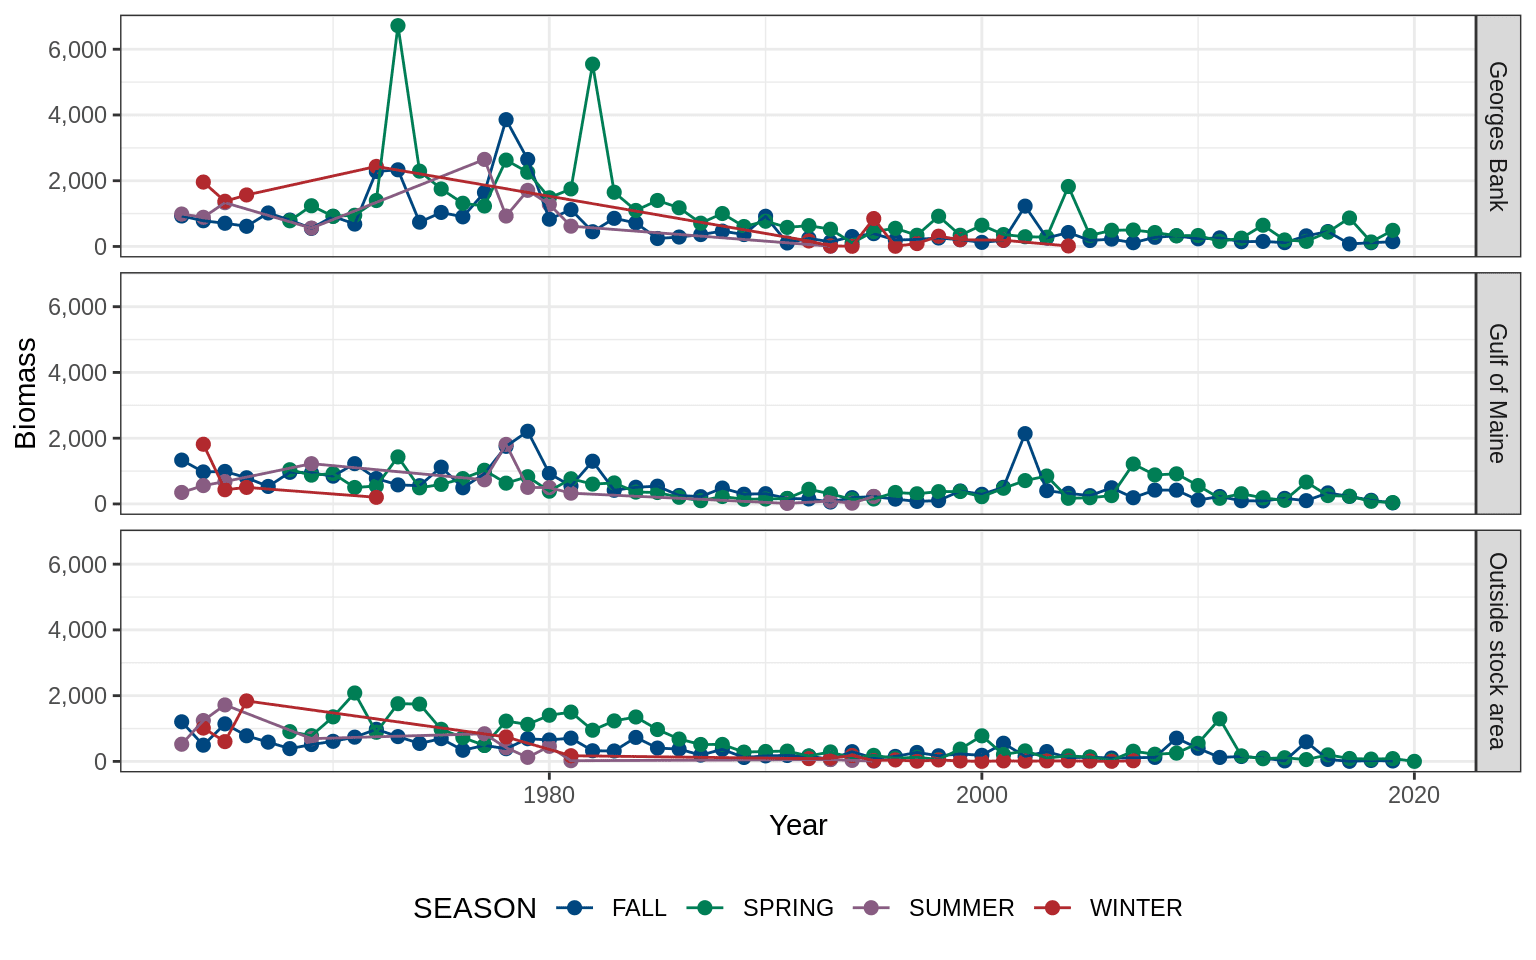 6,000
4,000
2,000
0
Georges Bank
6,000
4,000
2,000
0
Gulf of Maine
Biomass
6,000
4,000
2,000
0
Outside stock area
1980 2000 2020
Year
SEASON FALL SPRING SUMMER WINTER